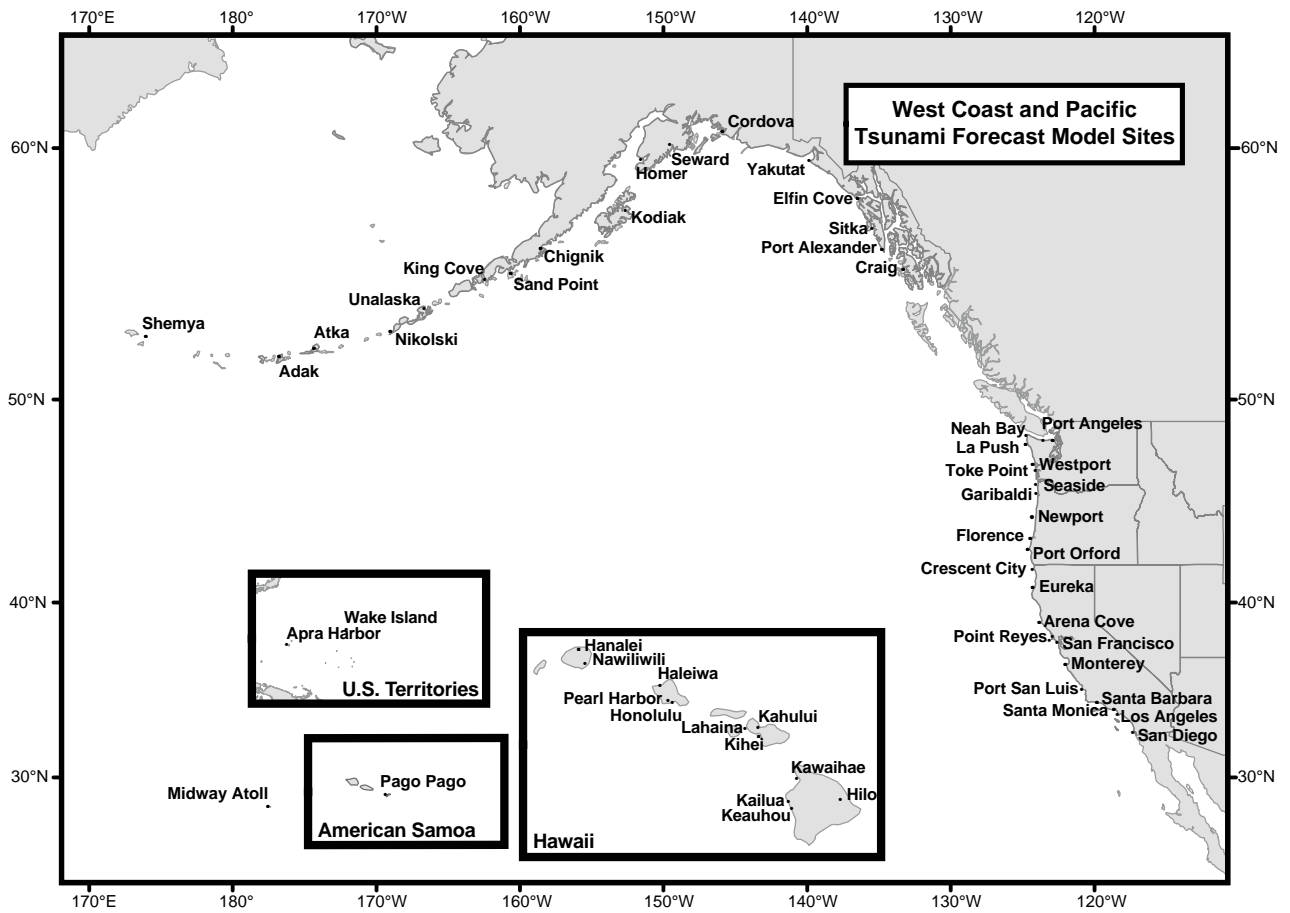 170°E 180° 170°W 160°W 150°W 140°W 130°W 120°W
West Coast and Pacific
Tsunami Forecast Model Sites
60°N 60°N
Cordova
Seward
Homer
Yakutat
Kodiak
Elfin Cove
Sitka
Port Alexander
Craig
Chignik
King Cove
Sand Point
Unalaska
Nikolski
Shemya
Atka
Adak
50°N 50°N
Neah Bay
Port Angeles
La Push
Westport
Toke Point
Seaside
Garibaldi
Newport
Florence
Port Orford
Crescent City
Eureka
40°N 40°N
Arena Cove
Point Reyes
San Francisco
Monterey
Port San Luis
Santa Barbara
Santa Monica
Los Angeles
San Diego
Wake Island
Apra Harbor
U.S. Territories
Hanalei
Nawiliwili
Haleiwa
Pearl Harbor
Honolulu
Lahaina
Kahului
Kihei
Kawaihae
Kailua
Hilo
Keauhou
Hawaii
30°N 30°N
Midway Atoll
Pago Pago
American Samoa
170°E 180° 170°W 160°W 150°W 140°W 130°W 120°W